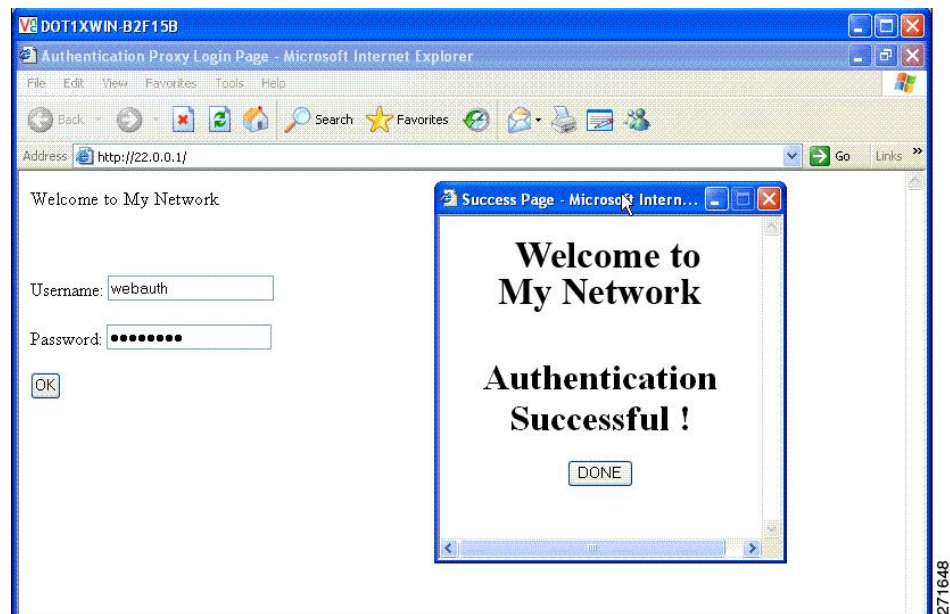 DOT1XWIN-B2F15B
Authentication Proxy Login Page - Microsoft Internet Explorer
File Edit View Favorites Tools Help
Back Search Favorites
Address http://22.0.0.1/ Go Links »
Welcome to My Network
Username: webauth
Password: ●●●●●●●●
OK
Success Page - Microsoft Intern...
Welcome to
My Network
Authentication
Successful !
DONE
271648